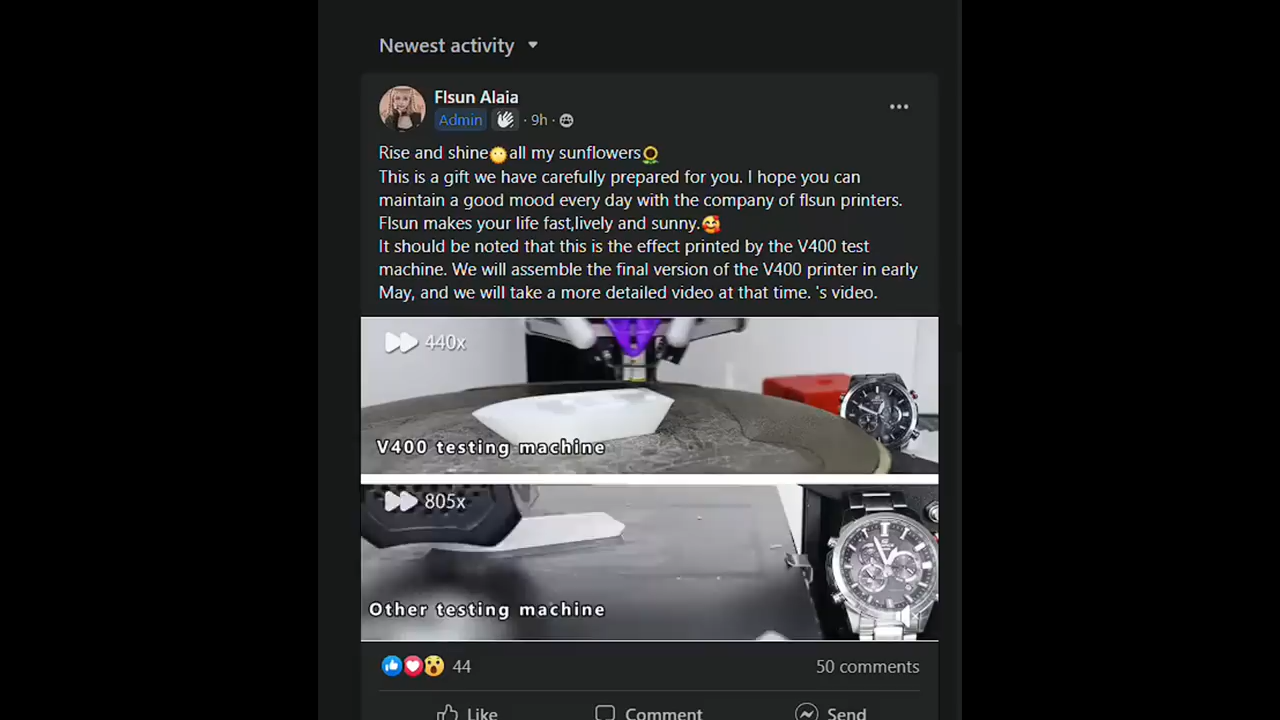 Newest activity
Flsun Alaia
Admin · 9h ·
Rise and shine😶all my sunflowers🌻
This is a gift we have carefully prepared for you. I hope you can
maintain a good mood every day with the company of flsun printers.
Flsun makes your life fast,lively and sunny.🥰
It should be noted that this is the effect printed by the V400 test
machine. We will assemble the final version of the V400 printer in early
May, and we will take a more detailed video at that time. 's video.
440x
V400 testing machine
805x
Other testing machine
44
50 comments
Like
Comment
Send